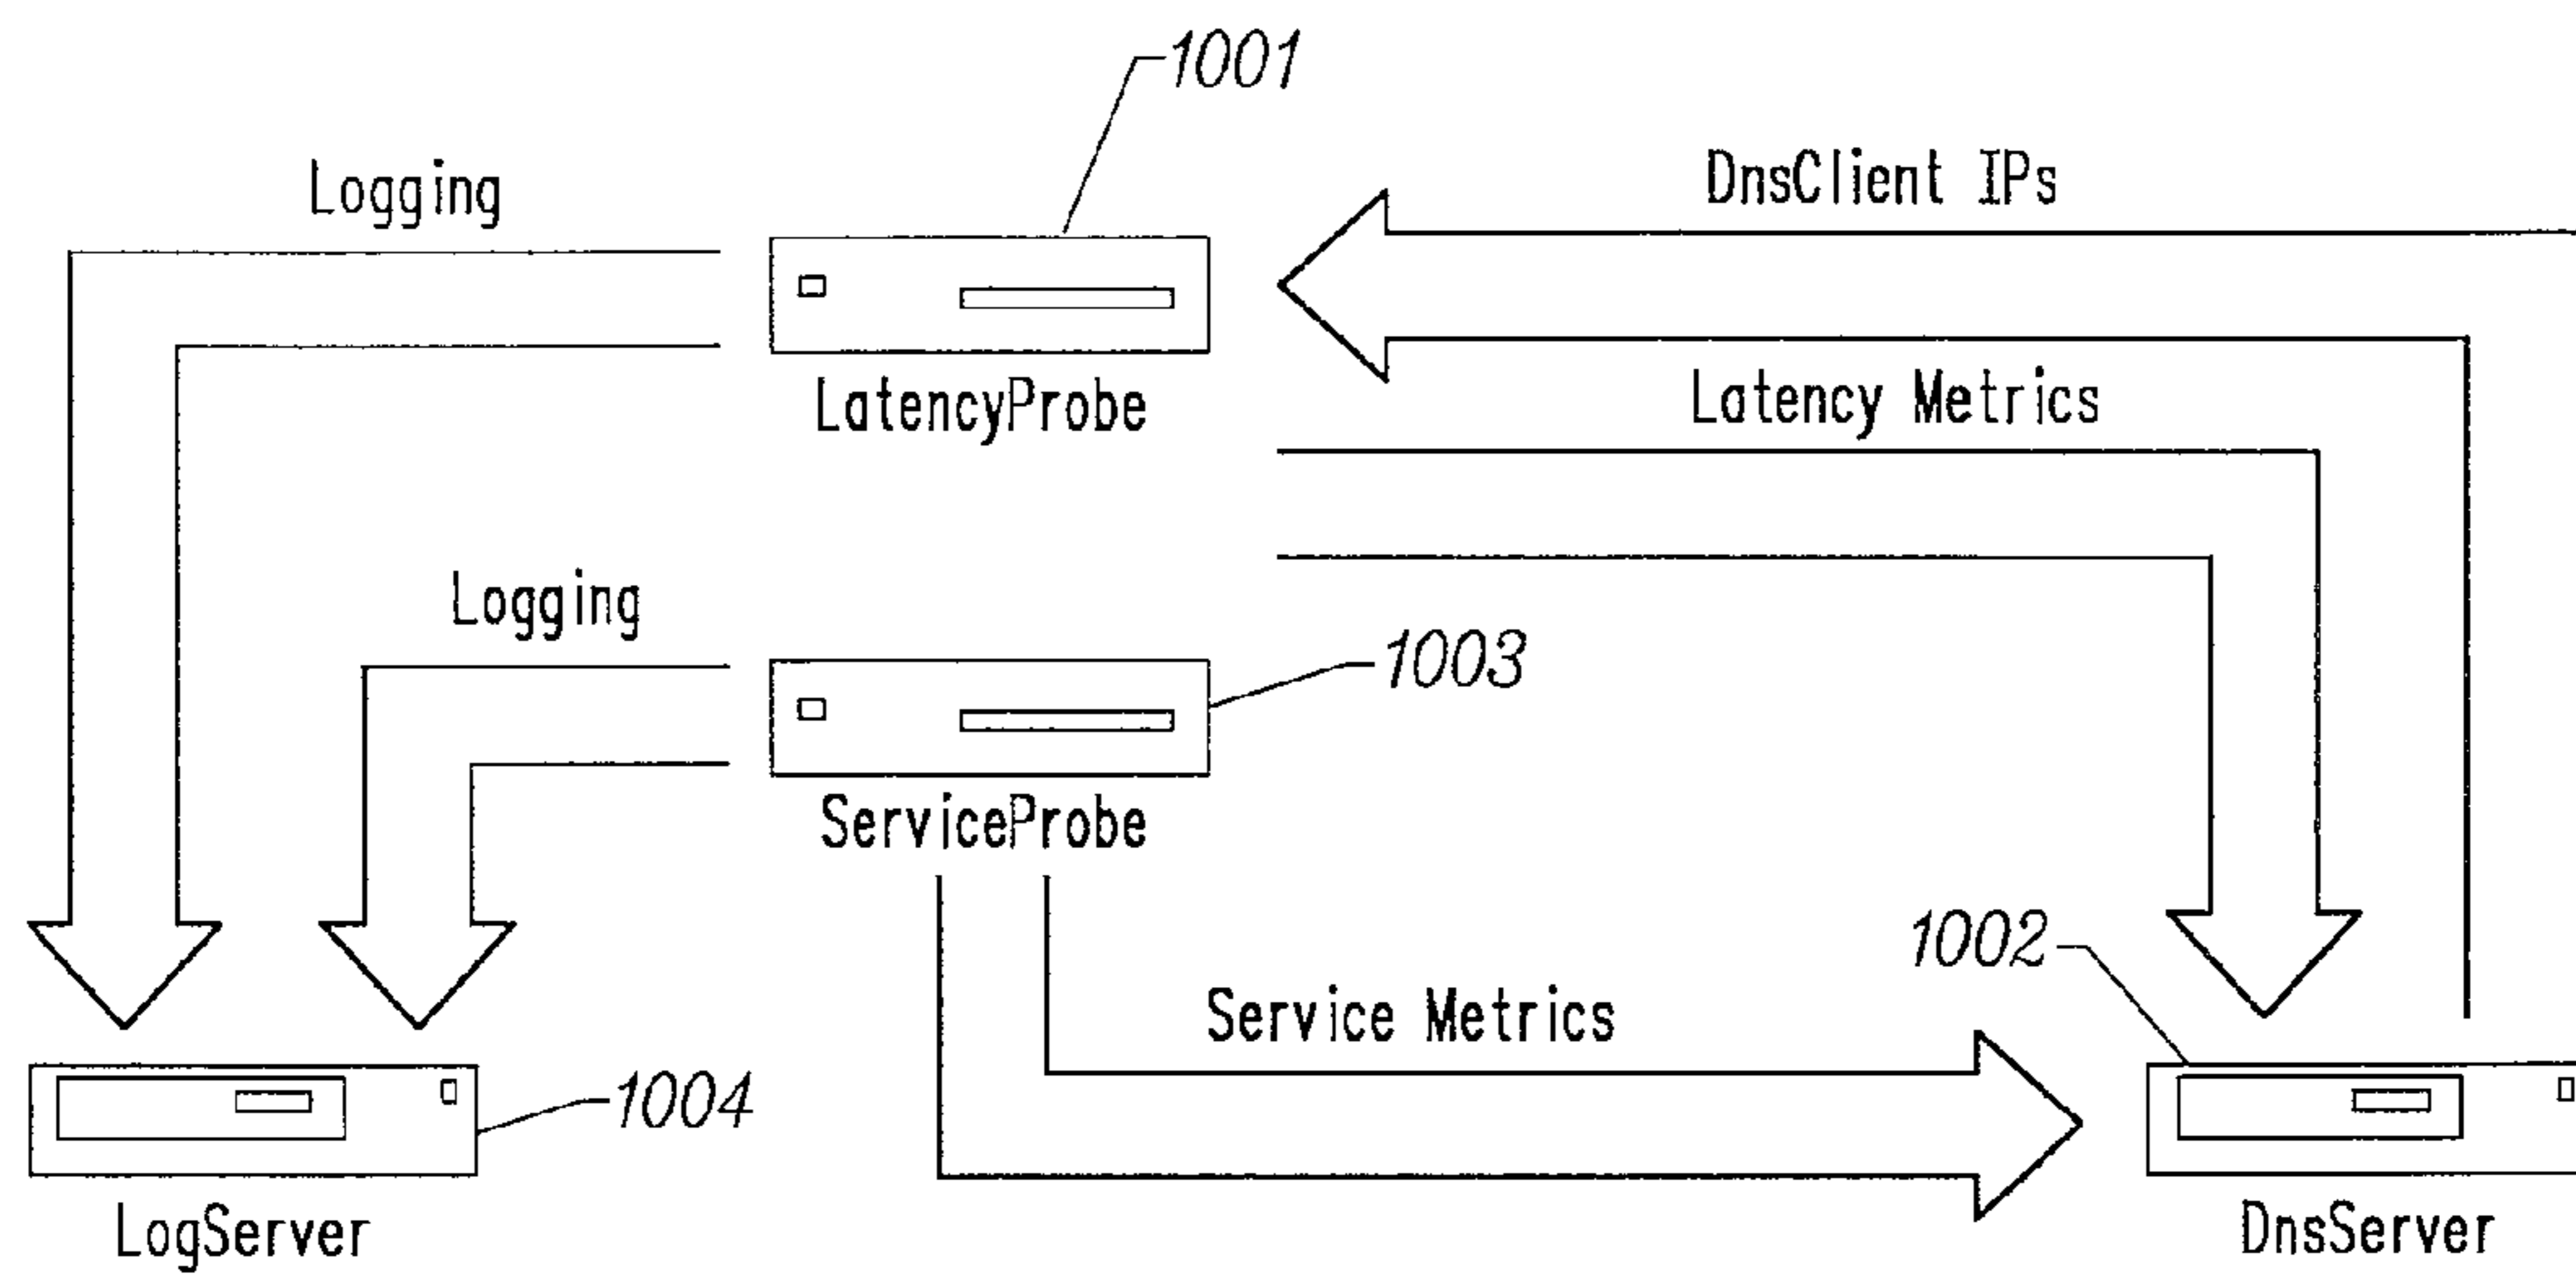 1001
Logging
DnsClient IPs
LatencyProbe
Latency Metrics
Logging
1003
ServiceProbe
1002
Service Metrics
1004
LogServer
DnsServer